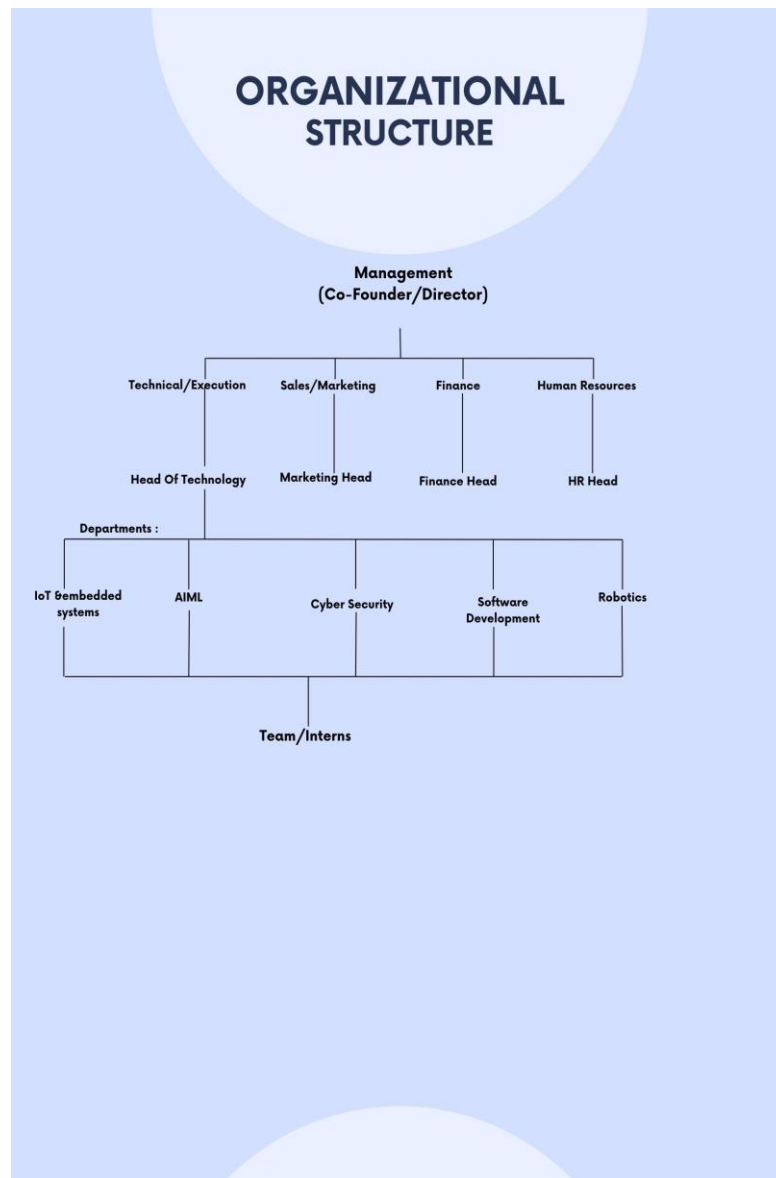 ORGANIZATIONAL
STRUCTURE
Management
(Co-Founder/Director)
Technical/Execution
Sales/Marketing
Finance
Human Resources
Head Of Technology
Marketing Head
Finance Head
HR Head
Departments :
IoT &embedded
systems
AIML
Cyber Security
Software
Development
Robotics
Team/Interns